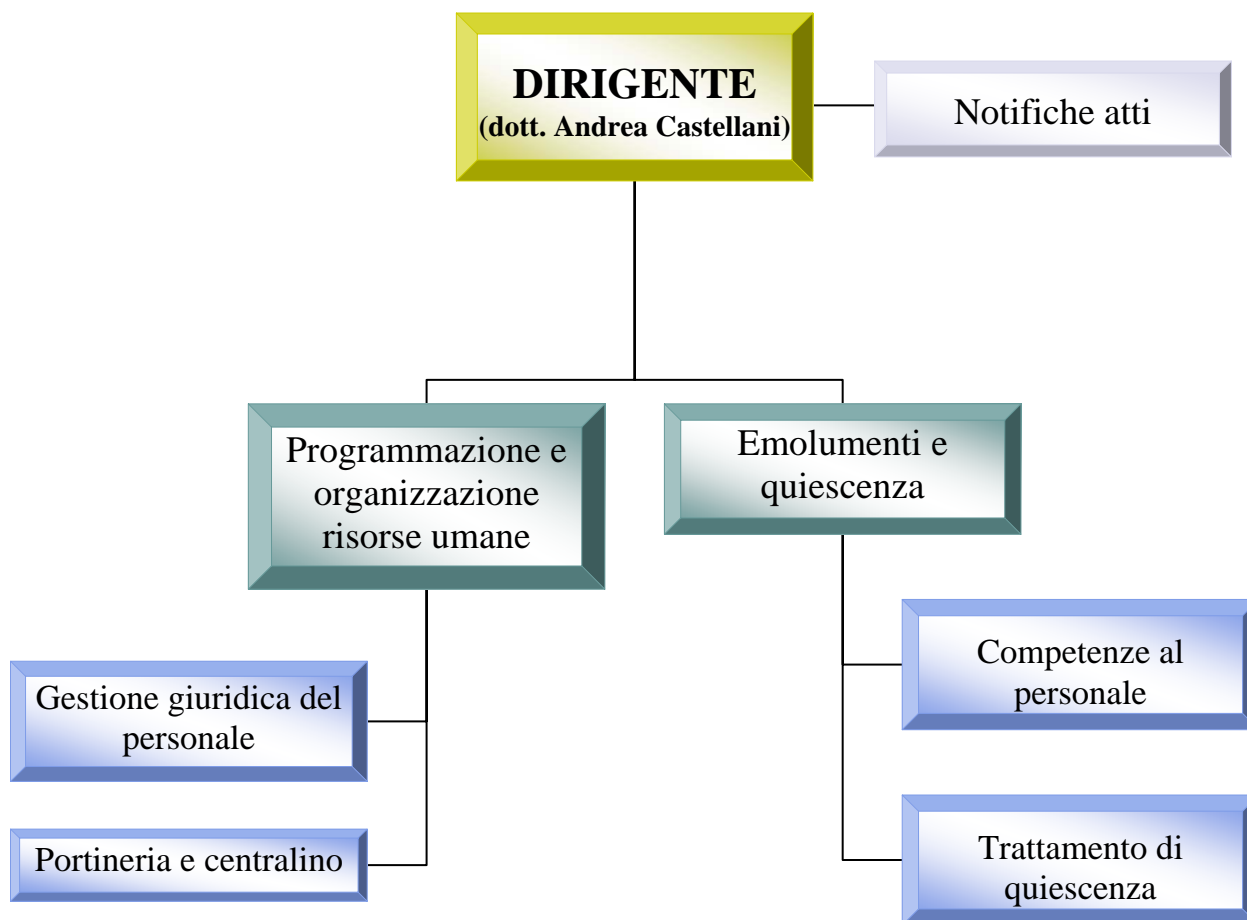 DIRIGENTE
(dott. Andrea Castellani)
Notifiche atti
Programmazione e
organizzazione
risorse umane
Emolumenti e
quiescenza
Gestione giuridica del
personale
Portineria e centralino
Competenze al
personale
Trattamento di
quiescenza